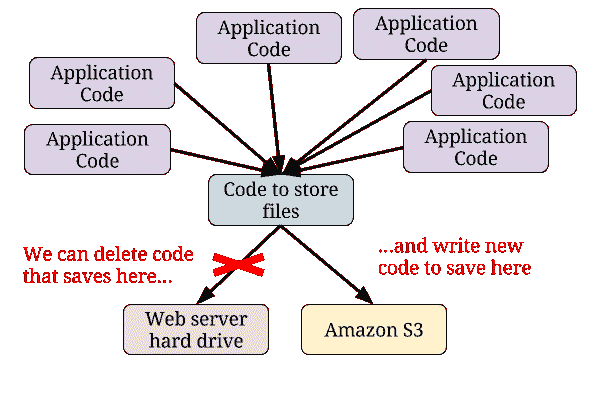 Application
Code
Application
Code
Application
Code
Application
Code
Application
Code
Application
Code
Code to store
files
We can delete code
that saves here...
...and write new
code to save here
Web server
hard drive
Amazon S3